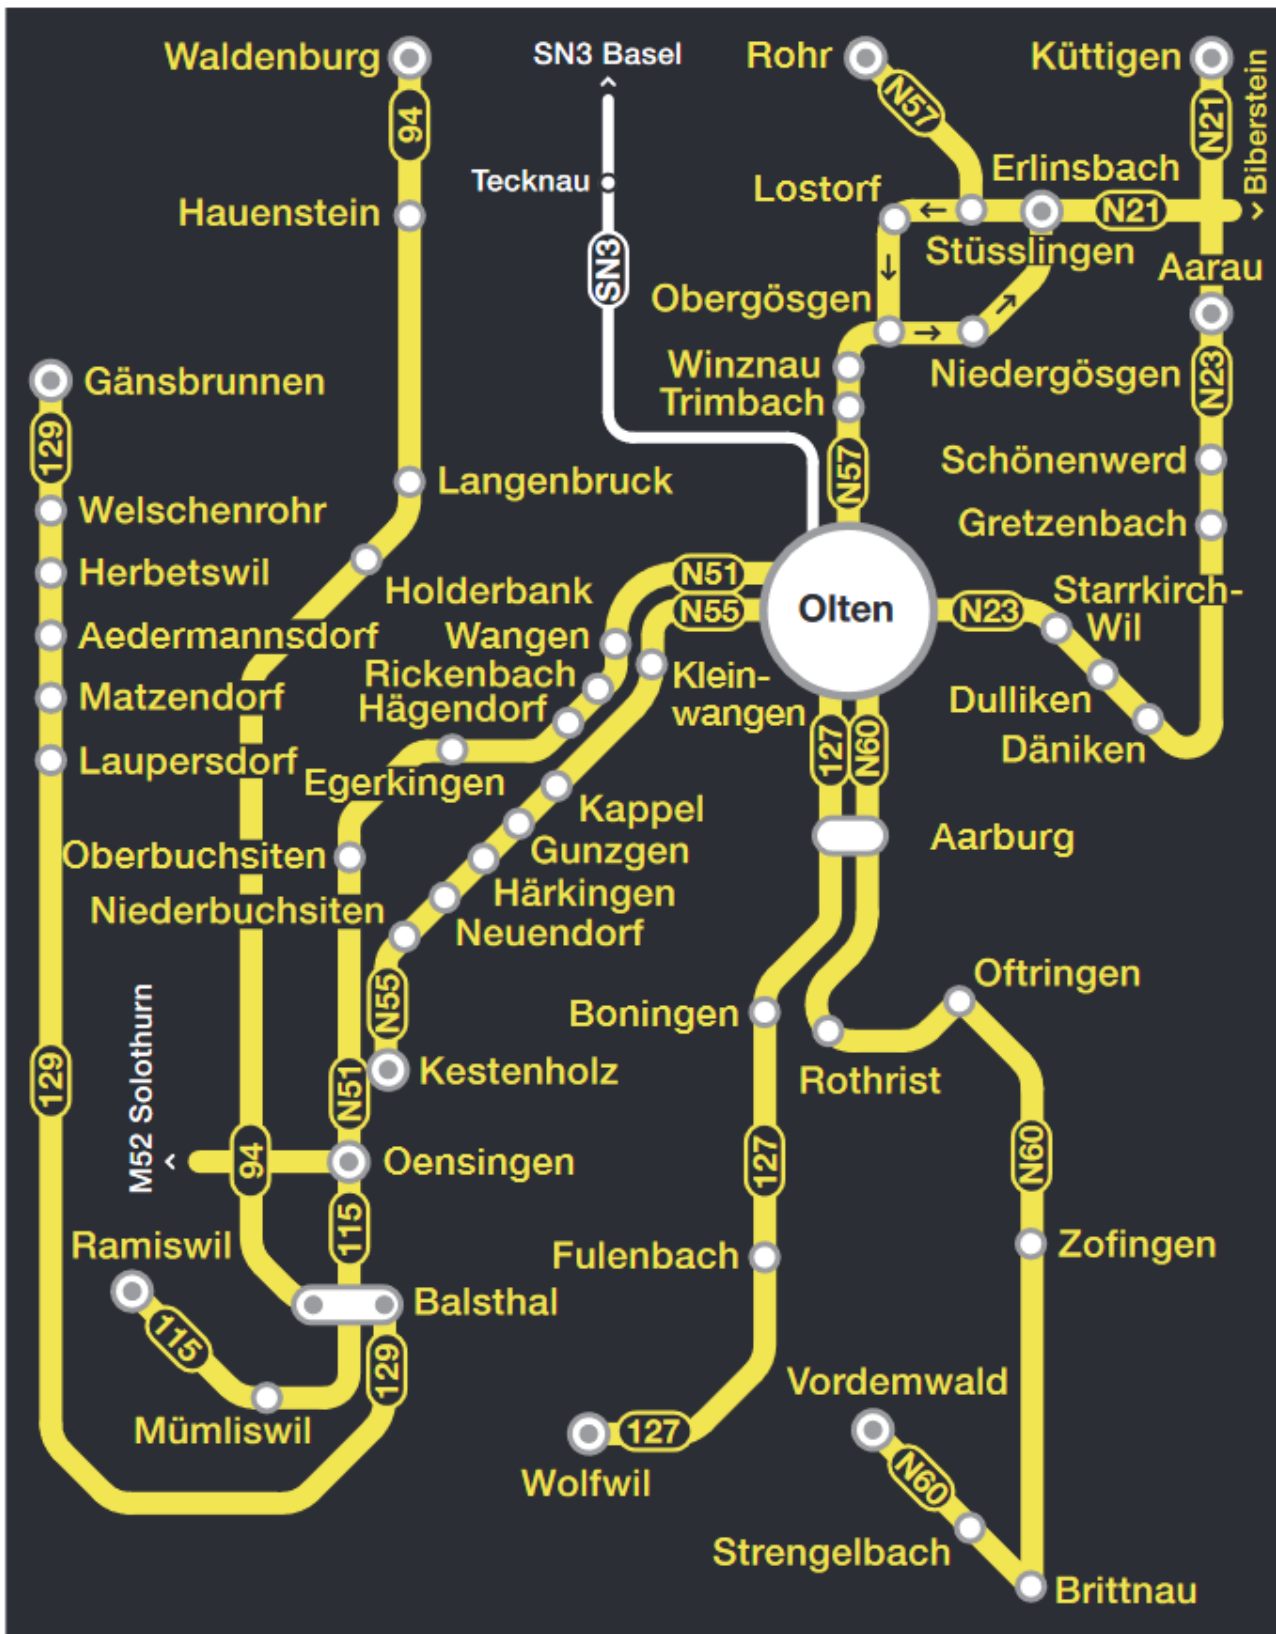 Waldenburg
SN3 Basel
Rohr
Küttigen
94
N57
N21
Biberstein
Tecknau
Erlinsbach
Hauenstein
Lostorf
N21
SN3
Stüsslingen
Aarau
Obergösgen
Winznau
Niedergösgen
N23
Gänsbrunnen
Trimbach
129
N57
Schönenwerd
Langenbruck
Welschenrohr
Gretzenbach
Herbetswil
Holderbank
N51
Olten
Starrkirch-
Wil
N55
N23
Aedermannsdorf
Wangen
Rickenbach
Klein-
wangen
Matzendorf
Hägendorf
Dulliken
Däniken
Laupersdorf
127
N60
Egerkingen
Kappel
Aarburg
Oberbuchsiten
Gunzgen
Härkingen
Niederbuchsiten
Neuendorf
Oftringen
N55
Boningen
M52 Solothurn
129
N51
Kestenholz
Rothrist
94
Oensingen
127
N60
115
Ramiswil
Fulenbach
Zofingen
Balsthal
115
129
Vordemwald
Mümliswil
127
Wolfwil
N60
Strengelbach
Brittnau